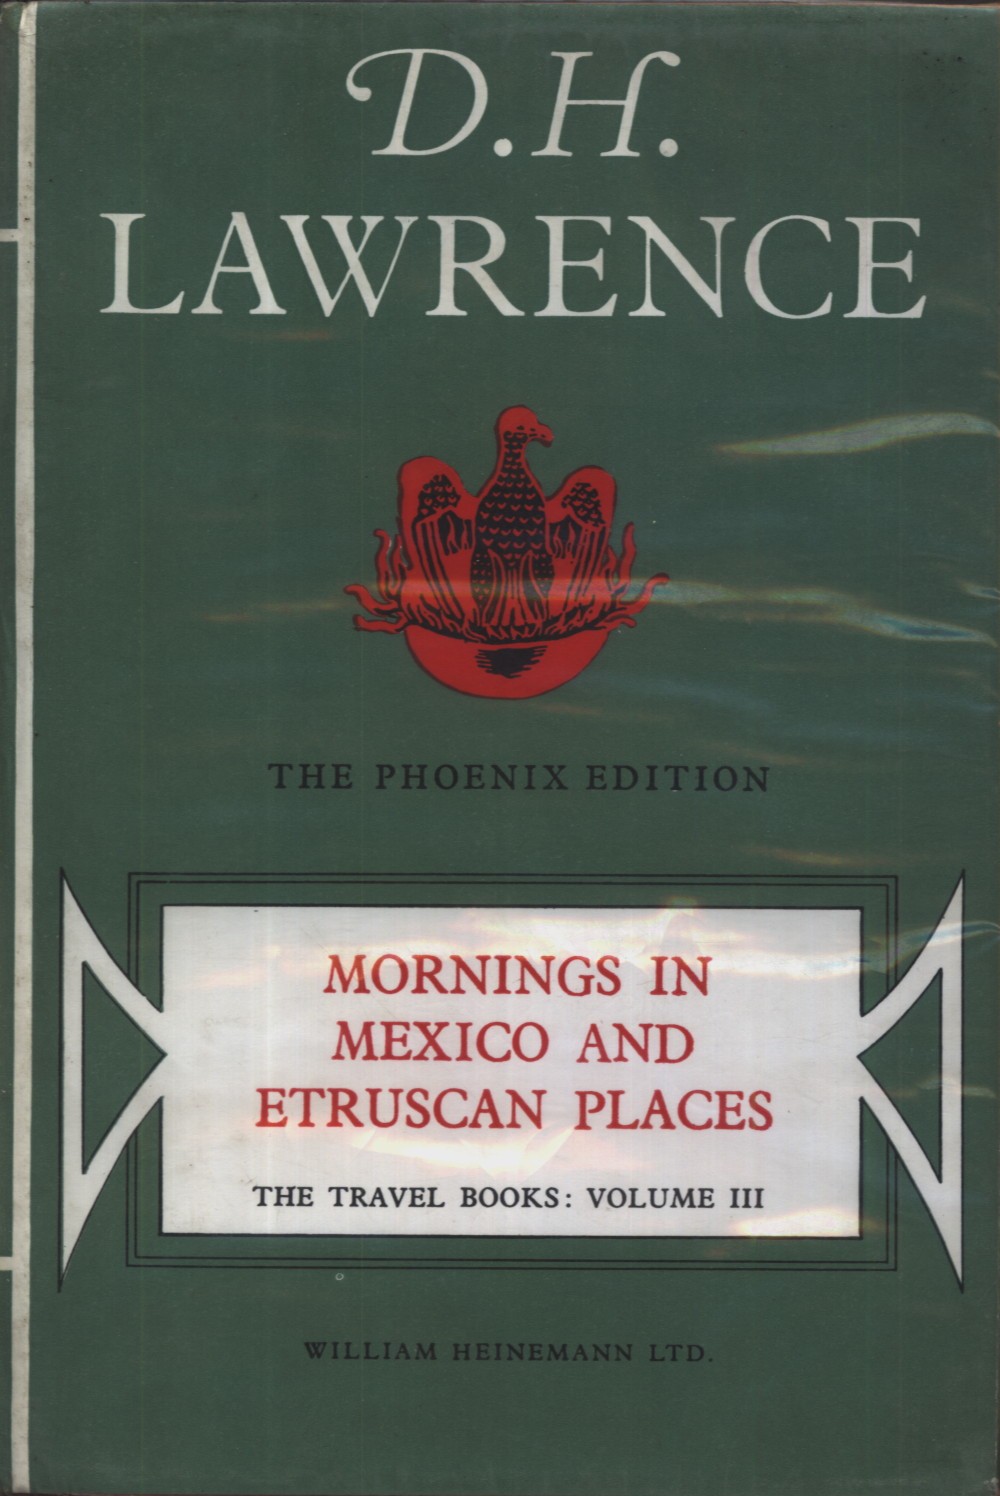 D.H.
LAWRENCE
THE PHOENIX EDITION
MORNINGS IN
MEXICO AND
ETRUSCAN PLACES
THE TRAVEL BOOKS: VOLUME III
WILLIAM HEINEMANN LTD.